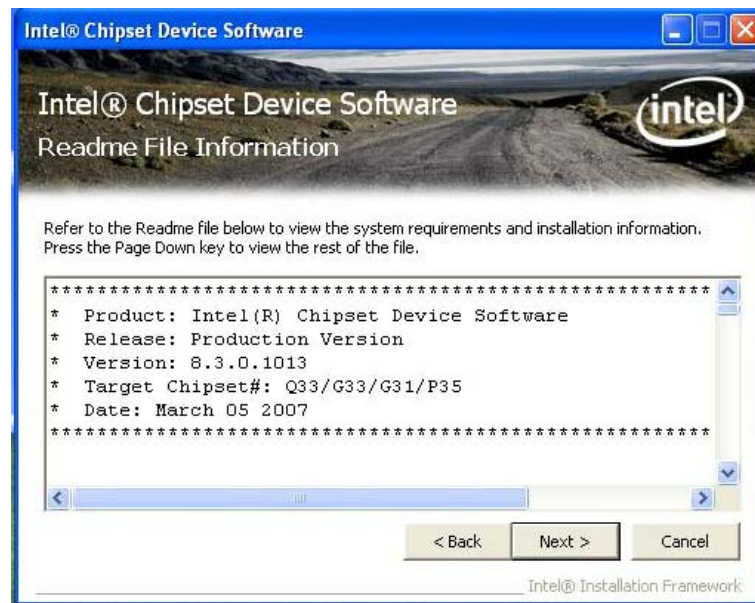 Intel® Chipset Device Software
Intel® Chipset Device Software
intel
Readme File Information
Refer to the Readme file below to view the system requirements and installation information.
Press the Page Down key to view the rest of the file.
********************************************************
* Product: Intel(R) Chipset Device Software
* Release: Production Version
* Version: 8.3.0.1013
* Target Chipset#: Q33/G33/G31/P35
* Date: March 05 2007
********************************************************
< Back
Next >
Cancel
Intel® Installation Framework